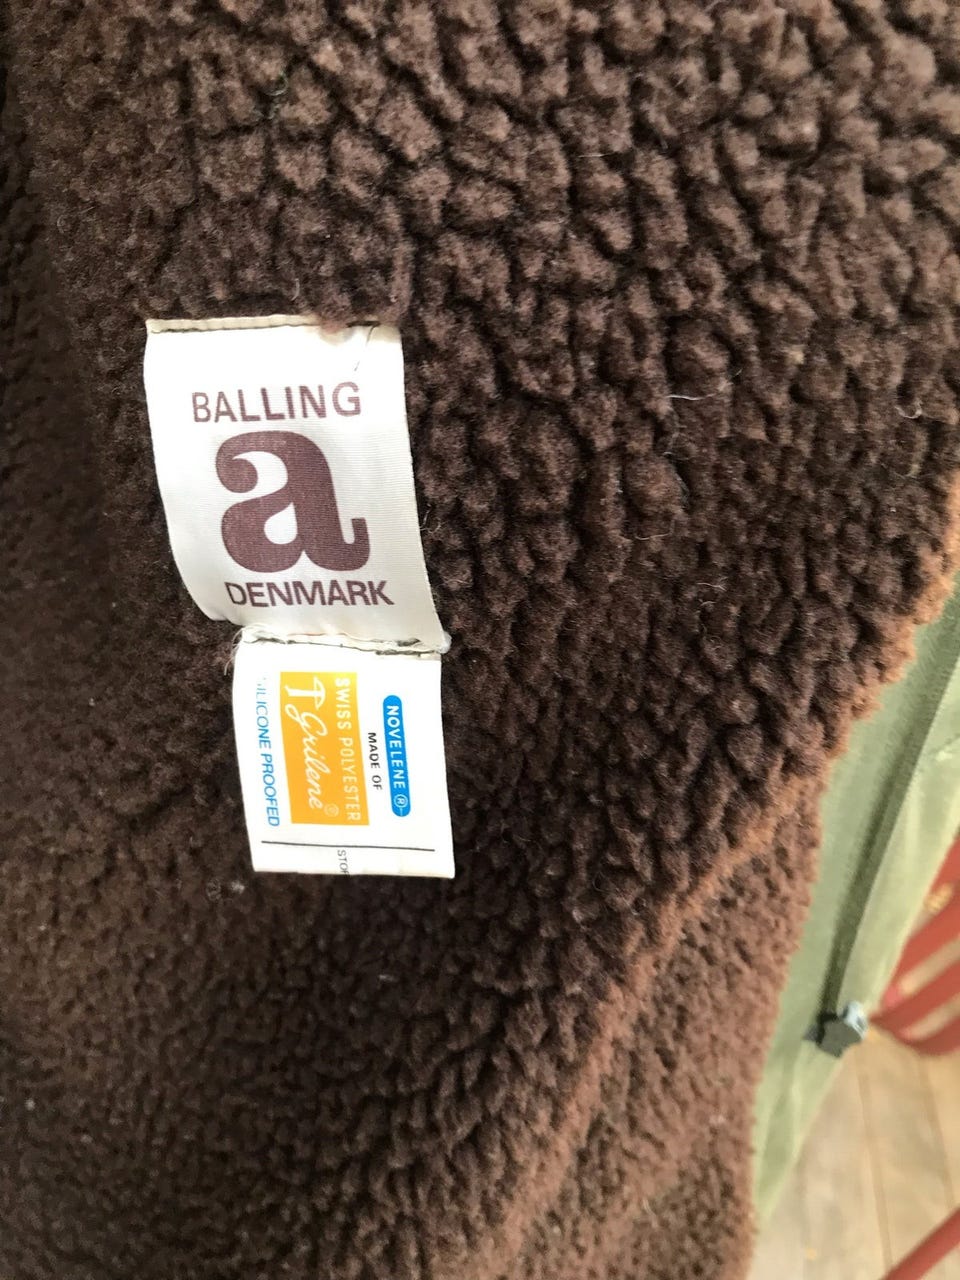 BALLING
a
DENMARK
NOVELENE ®
MADE OF
SWISS POLYESTER
Grilene ®
SILICONE PROOFED